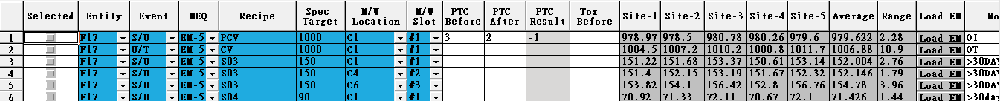 Selected Entity Event MEQ Recipe Spec Target M/W Location M/W Slot PTC Before PTC After PTC Result Tox Before Site-1 Site-2 Site-3 Site-4 Site-5 Average Range Load EM No
1 F17 S/U EM-5 PCV 1000 C1 #1 3 2 -1 978.97 978.5 980.78 980.26 979.6 979.622 2.28 Load EM OI
2 F17 U/T EM-5 CV 1000 C1 #1 1004.5 1007.2 1010.2 1000.8 1011.7 1006.88 10.9 Load EM OT
3 F17 S/U EM-5 S03 150 C1 #1 151.22 151.68 153.37 150.61 153.14 152.004 2.76 Load EM >30DAY
4 F17 S/U EM-5 S03 150 C4 #2 151.4 152.15 153.19 151.67 152.32 152.146 1.79 Load EM >30DAY
5 F17 S/U EM-5 S03 150 C6 #3 153.82 154.1 156.42 152.8 156.76 154.78 3.96 Load EM >30DAY
6 F17 S/U EM-5 S04 90 C1 #1 70.92 71.33 72.11 70.67 72.1 71.426 1.44 Load EM >30day